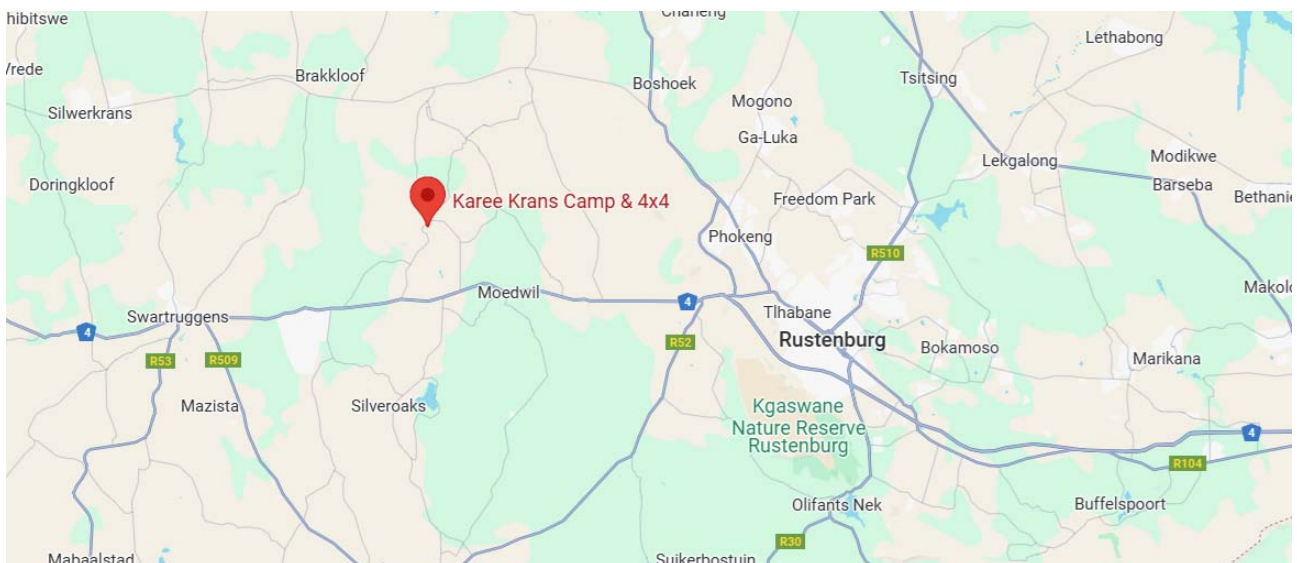 hibitswe
Chaneng
Lethabong
Vrede
Brakkloof
Boshoek
Tsitsing
Silwerkrans
Mogono
Ga-Luka
Lekgalong
Modikwe
Doringkloof
Barseba
Karee Krans Camp & 4x4
Freedom Park
Bethanie
Phokeng
R510
Moedwil
Makolo
4
Swartruggens
4
Tlhabane
R52
Rustenburg
Bokamoso
Marikana
R53
R509
Mazista
Silveroaks
Kgaswane
Nature Reserve
Rustenburg
4
R104
Olifants Nek
Buffelspoort
R30
Mabaalstad
Suikerbostuin